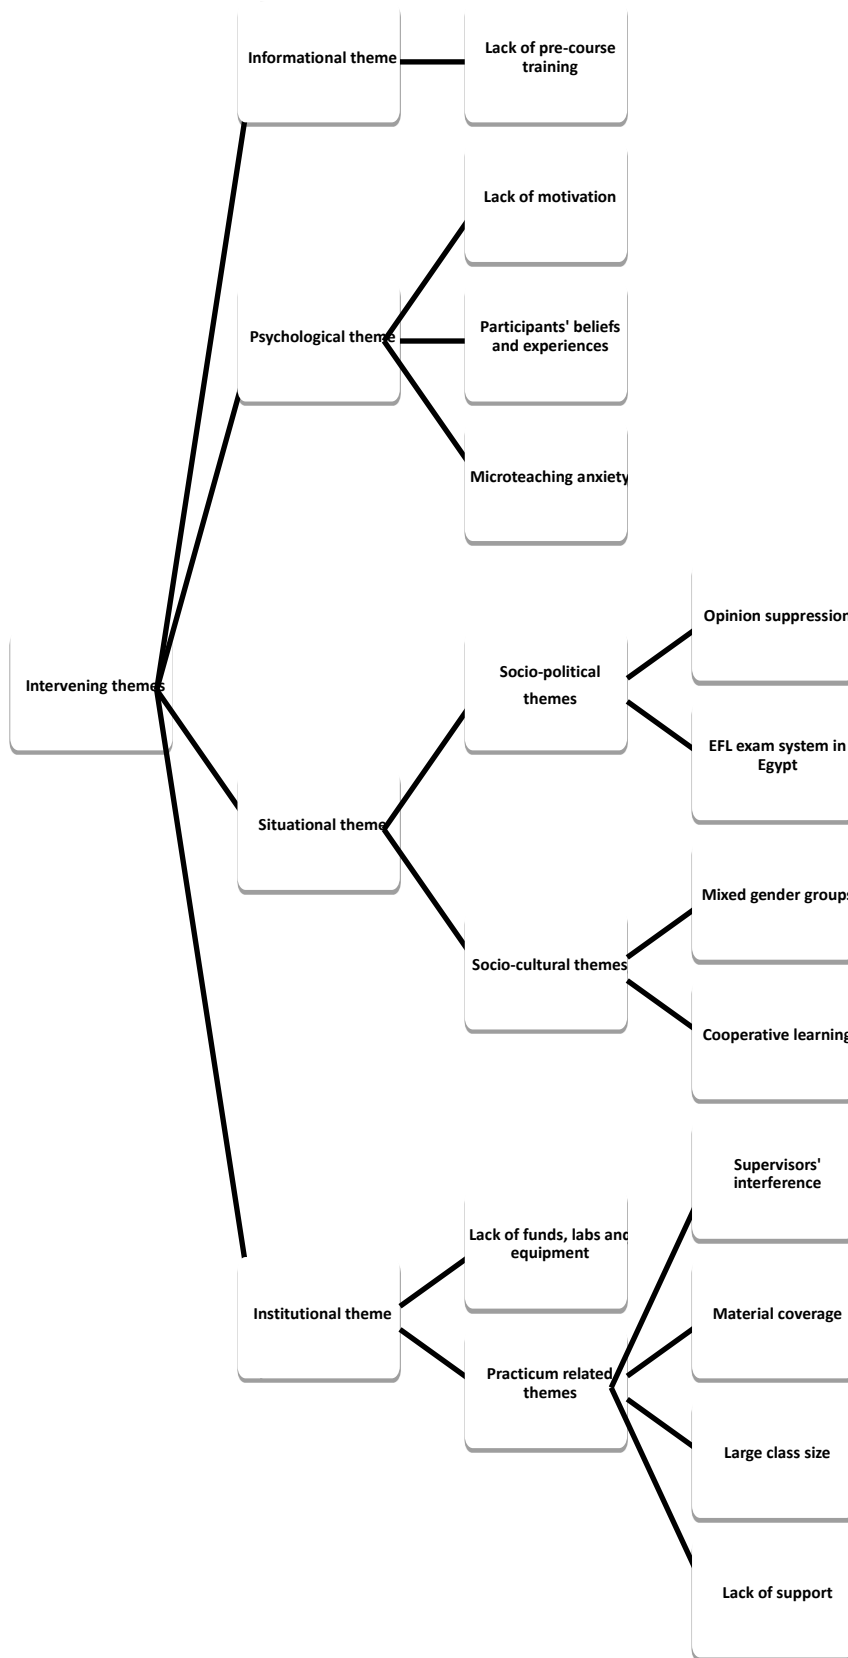 Informational theme
Lack of pre-course
training
Lack of motivation
Psychological theme
Participants' beliefs
and experiences
Microteaching anxiety
Intervening themes
Opinion suppression
Socio-political
themes
EFL exam system in
Egypt
Situational theme
Mixed gender groups
Socio-cultural themes
Cooperative learning
Supervisors'
interference
Lack of funds, labs and
equipment
Institutional theme
Material coverage
Practicum related
themes
Large class size
Lack of support